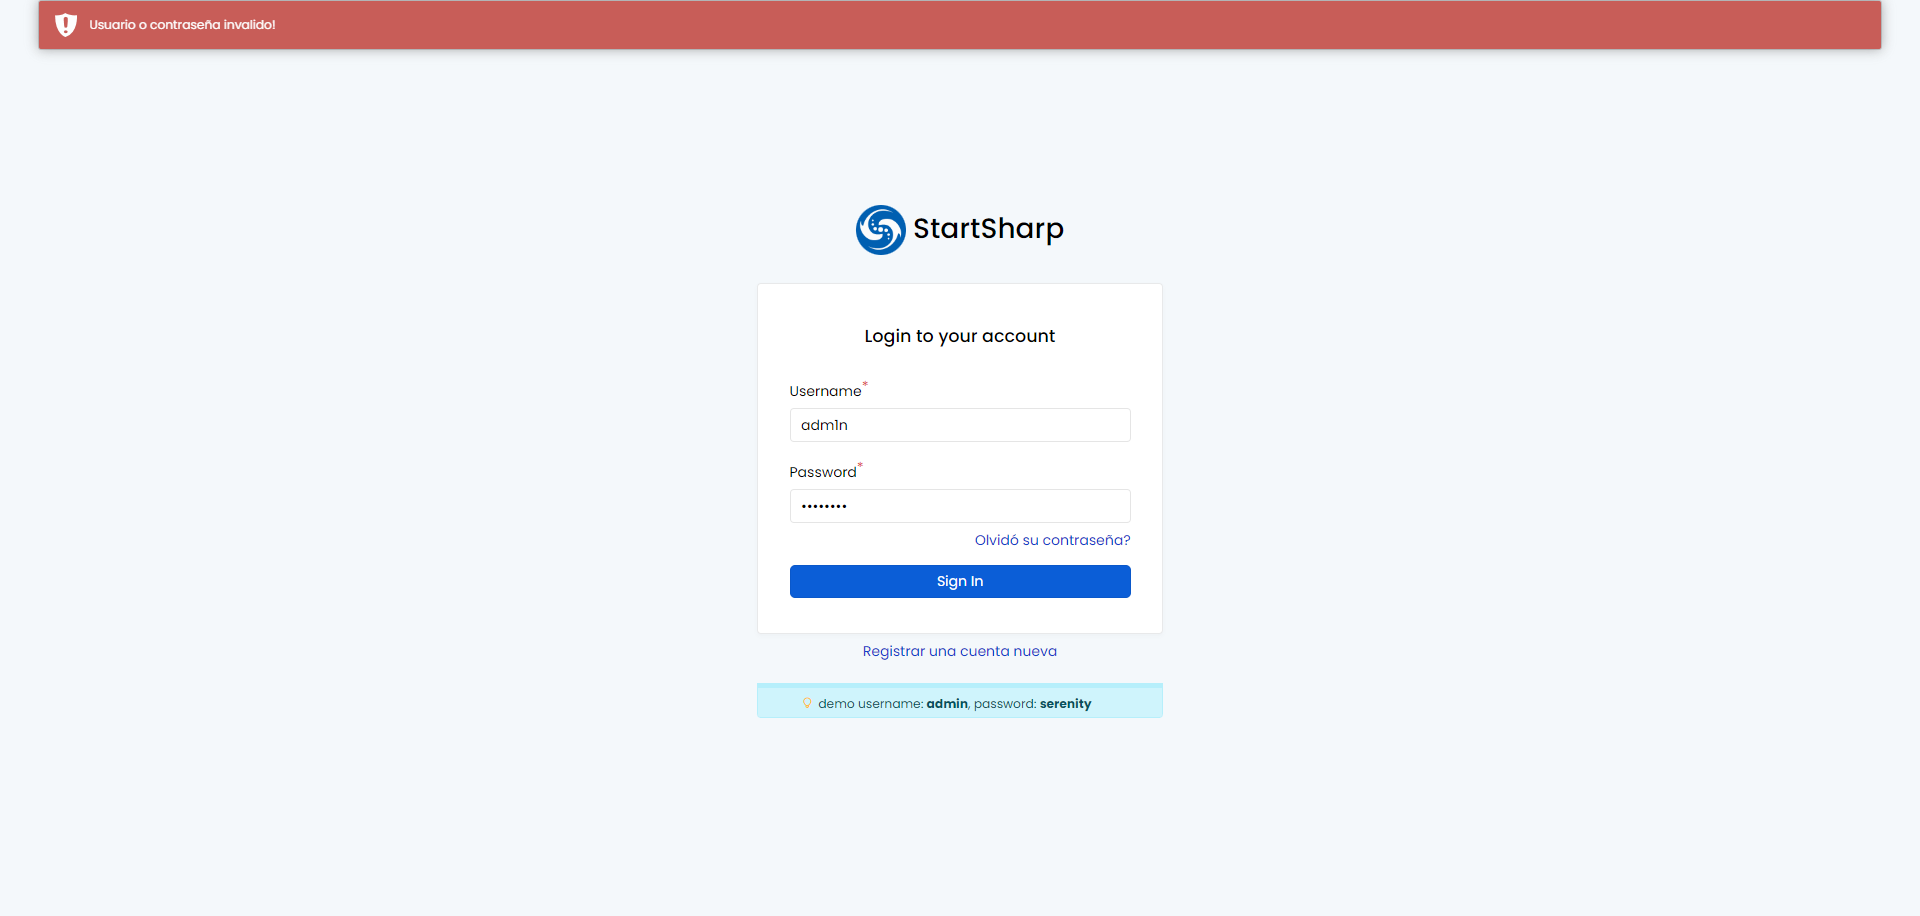 Usuario o contraseña invalido!
StartSharp
Login to your account
Username*
adm1n
Password*
••••••••
Olvidó su contraseña?
Sign In
Registrar una cuenta nueva
demo username: admin, password: serenity